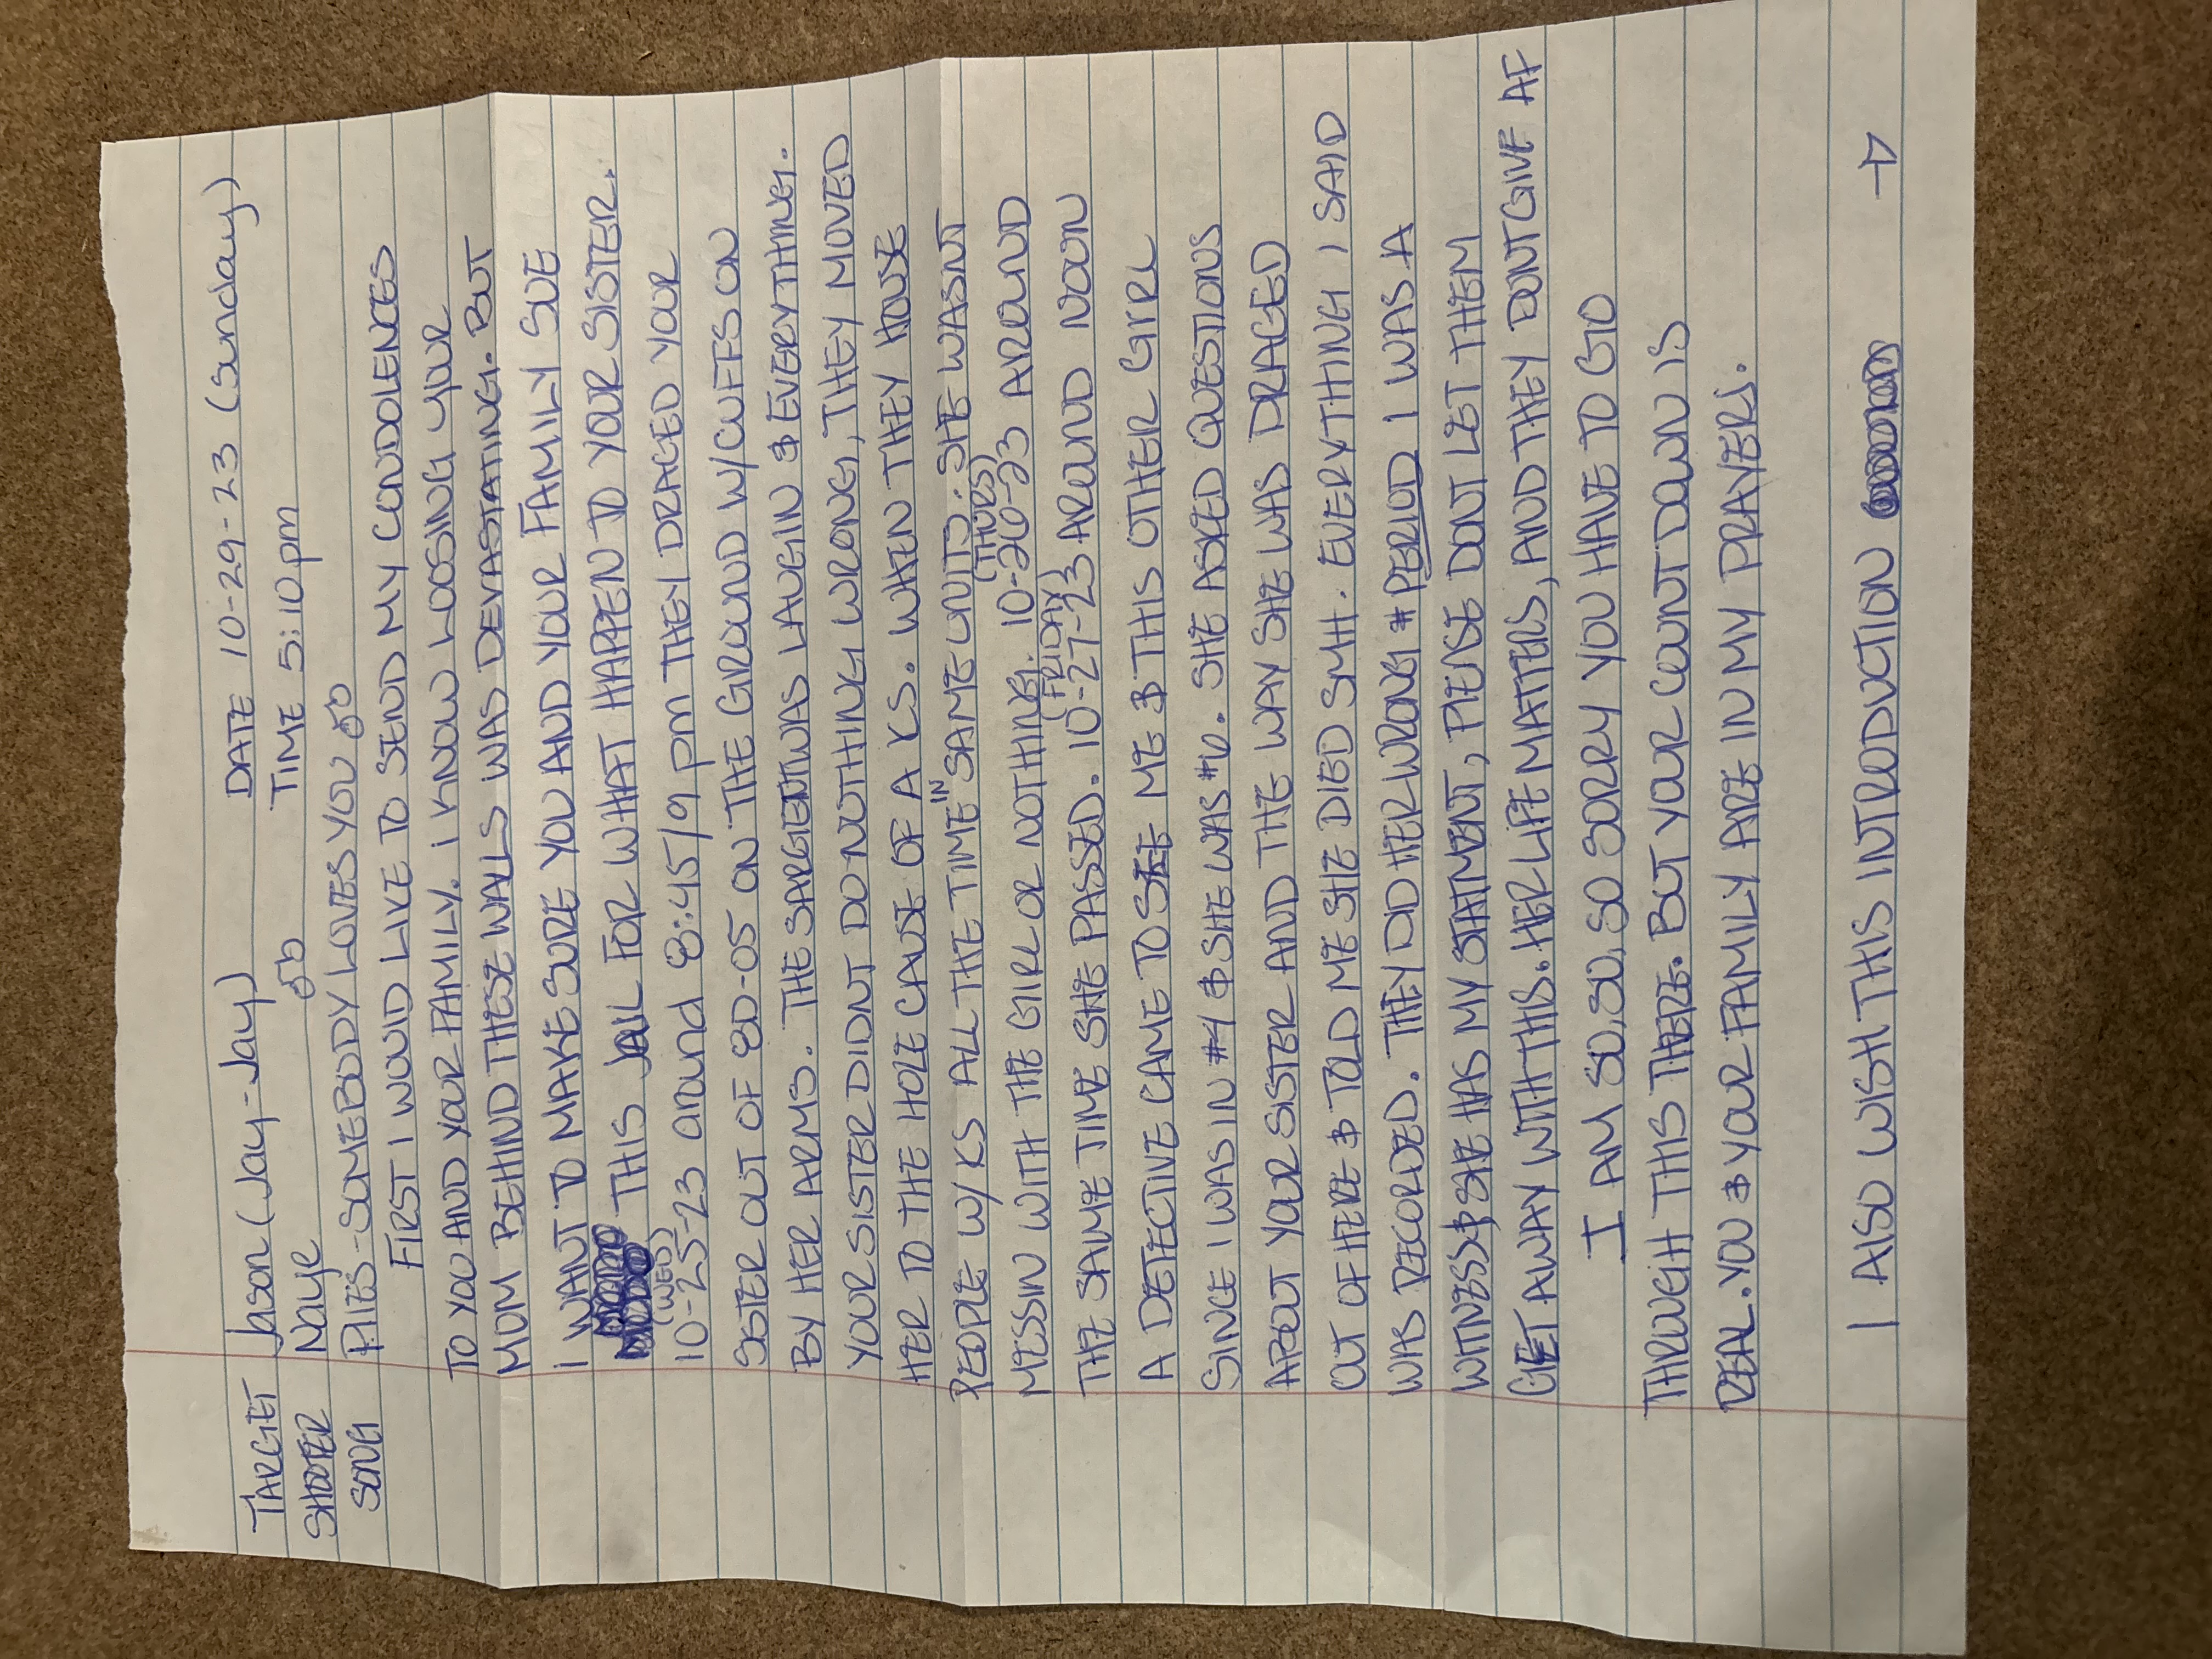 TARGET Jason (Jay-Jay) DATE 10-29-23 (Sunday)
SHOOTER Naye TIME 5:10pm
SONG PLIES-SOMEBODY LOVES YOU
FIRST I WOULD LIKE TO SEND MY CONDOLENCES
TO YOU AND YOUR FAMILY. I KNOW LOOSING YOUR
MOM BEHIND THESE WALLS WAS DEVASTATING. BUT
I WANT TO MAKE SURE YOU AND YOUR FAMILY SUE
THIS JAIL FOR WHAT HAPPEN TO YOUR SISTER.
(WED)
10-25-23 around 8:45/9 pm THEY DRAGED YOUR
SISTER OUT OF 8D-05 ON THE GROUND W/CUFFS ON
BY HER ARMS. THE SARGENT WAS LAUGIN & EVERYTHING.
YOUR SISTER DIDNT DO NOTHING WRONG, THEY MOVED
HER TO THE HOLE CAUSE OF A KS. WHEN THEY HOUSE
PEOPLE W/KS ALL THE TIME IN SAME UNITS. SHE WASNT
(THURS)
MESSIN WITH THE GIRL OR NOTHING. 10-26-23 AROUND
(FRIDAY)
THE SAME TIME SHE PASSED. 10-27-23 AROUND NOON
A DETECTIVE CAME TO SEE ME & THIS OTHER GIRL
SINCE I WAS IN #4 & SHE WAS #6. SHE ASKED QUESTIONS
ABOUT YOUR SISTER AND THE WAY SHE WAS DRAGED
OUT OF HERE & TOLD ME SHE DIED SMH. EVERYTHING I SAID
WAS RECORDED. THEY DID HER WRONG # PERIOD I WAS A
WITNESS & SHE HAS MY STATMENT, PLEASE DONT LET THEM
GET AWAY WITH THIS. HER LIFE MATTERS, AND THEY DONT GIVE AF
I AM SO, SO, SO SORRY YOU HAVE TO GO
THROUGH THIS THERE. BUT YOUR COUNT DOWN IS
REAL. YOU & YOUR FAMILY ARE IN MY PRAYERS.
I ALSO WISH THIS INTRODUCTION →